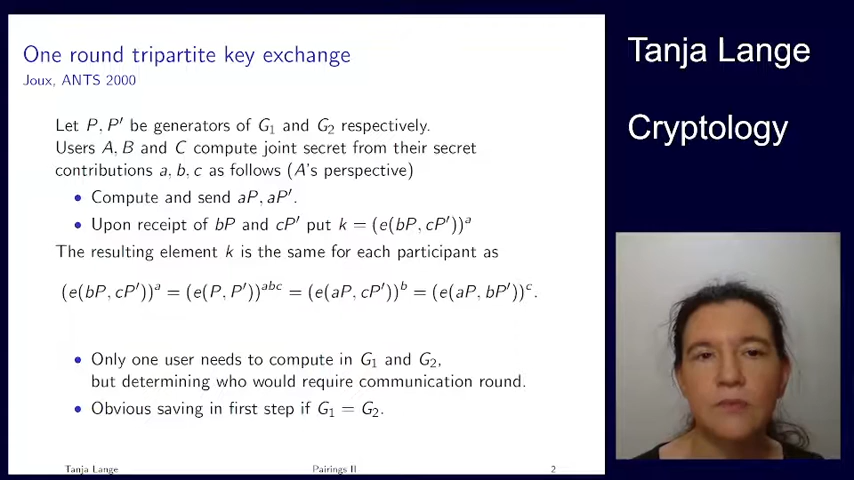 One round tripartite key exchange
Joux, ANTS 2000
Let P, P′ be generators of G₁ and G₂ respectively.
Users A, B and C compute joint secret from their secret
contributions a, b, c as follows (A's perspective)
• Compute and send aP, aP′.
• Upon receipt of bP and cP′ put k = (e(bP, cP′))ᵃ
The resulting element k is the same for each participant as
(e(bP, cP′))ᵃ = (e(P, P′))ᵃᵇᶜ = (e(aP, cP′))ᵇ = (e(aP, bP′))ᶜ.
• Only one user needs to compute in G₁ and G₂,
but determining who would require communication round.
• Obvious saving in first step if G₁ = G₂.
Tanja Lange
Pairings II
2
Tanja Lange
Cryptology